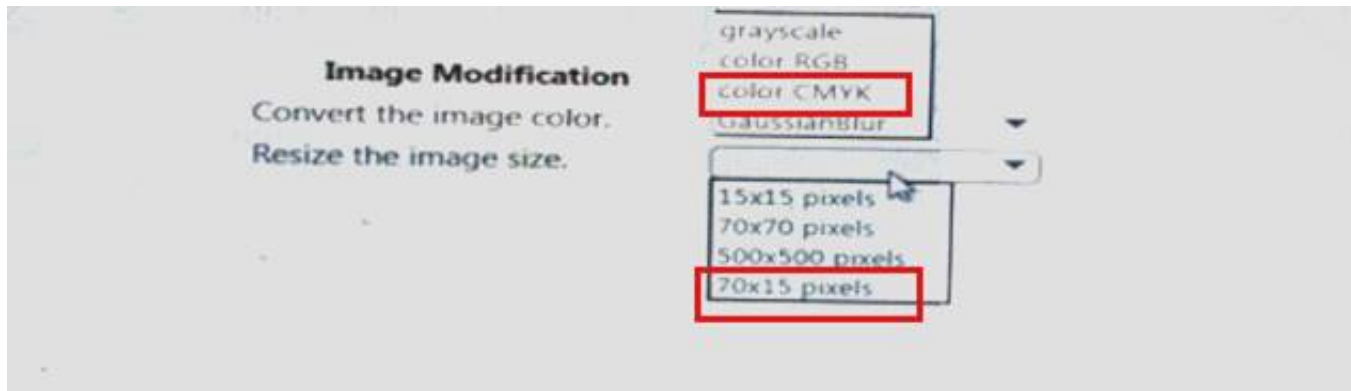 grayscale
color RGB
Image Modification
color CMYK
Convert the image color.
GaussianBlur
Resize the image size.
15x15 pixels
70x70 pixels
500x500 pixels
70x15 pixels